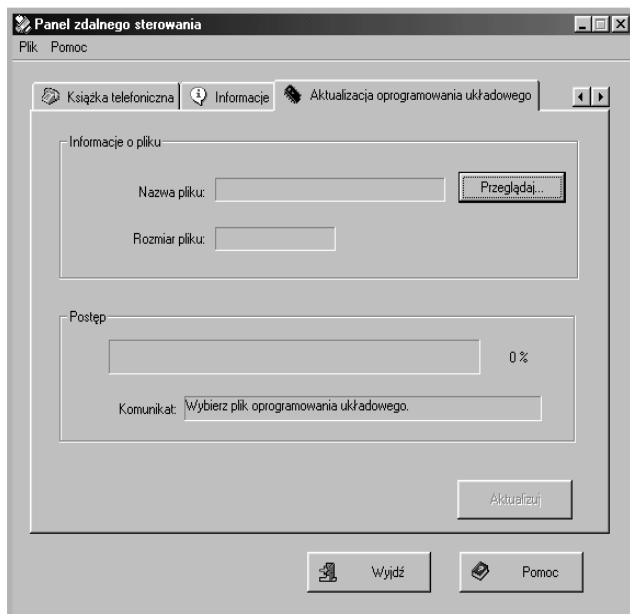 Panel zdalnego sterowania
Plik Pomoc
Książka telefoniczna Informacje Aktualizacja oprogramowania układowego
Informacje o pliku
Nazwa pliku: Przeglądaj...
Rozmiar pliku:
Postęp
0 %
Komunikat: Wybierz plik oprogramowania układowego.
Aktualizuj
Wyjdź Pomoc